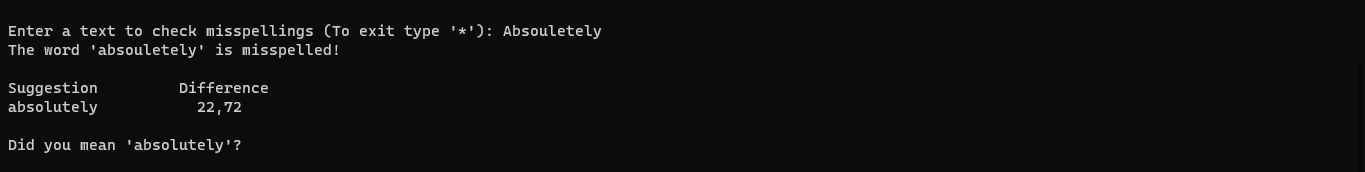 Enter a text to check misspellings (To exit type '*'): Absouletely
The word 'absouletely' is misspelled!
Suggestion Difference
absolutely 22,72
Did you mean 'absolutely'?